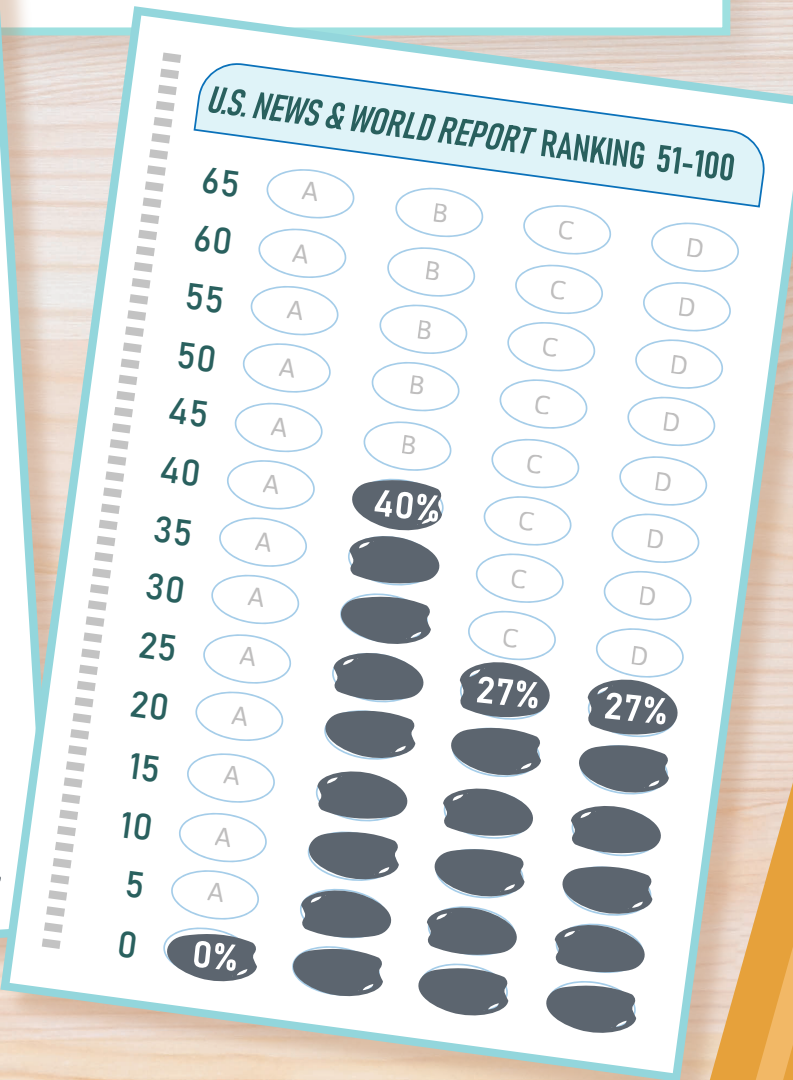 U.S. NEWS & WORLD REPORT RANKING 51-100
65 A B C D
60 A B C D
55 A B C D
50 A B C D
45 A B C D
40 A 40% C D
35 A C D
30 A C D
25 A 27% 27%
20 A
15 A
10 A
5 A
0 0%